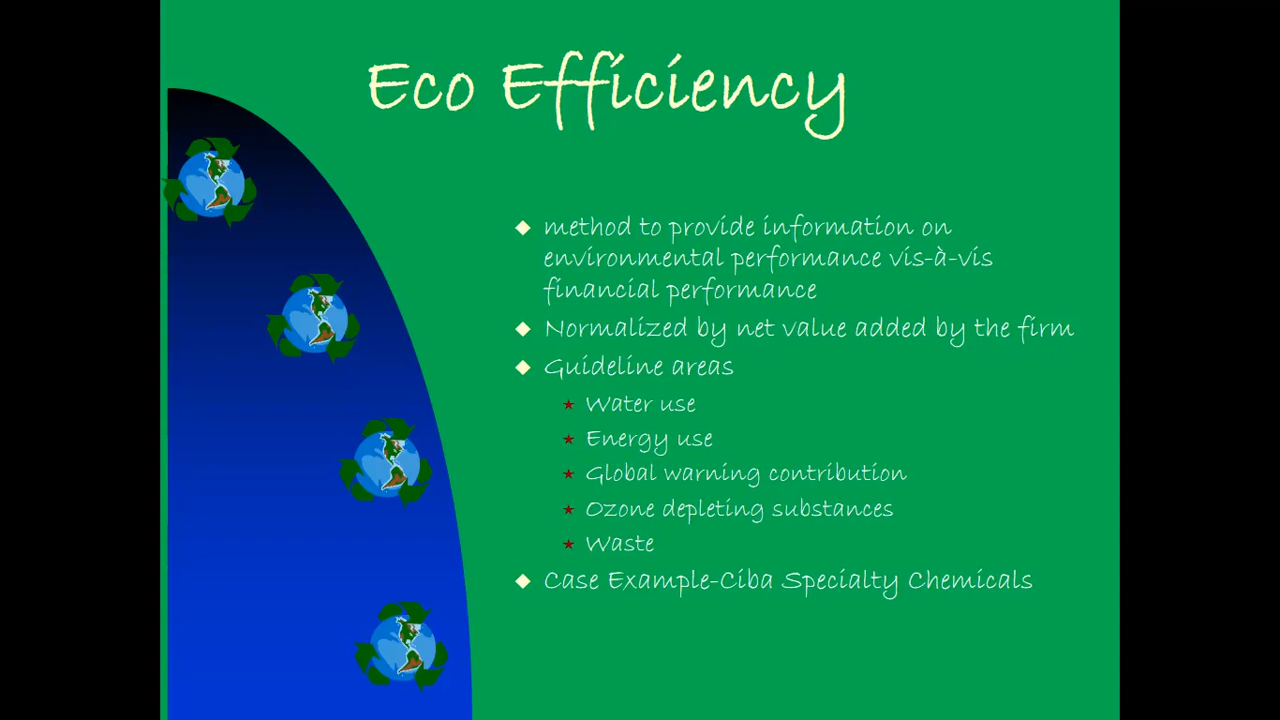 Eco Efficiency
method to provide information on
environmental performance vis-à-vis
financial performance
Normalized by net value added by the firm
Guideline areas
Water use
Energy use
Global warning contribution
Ozone depleting substances
Waste
Case Example-Ciba Specialty Chemicals